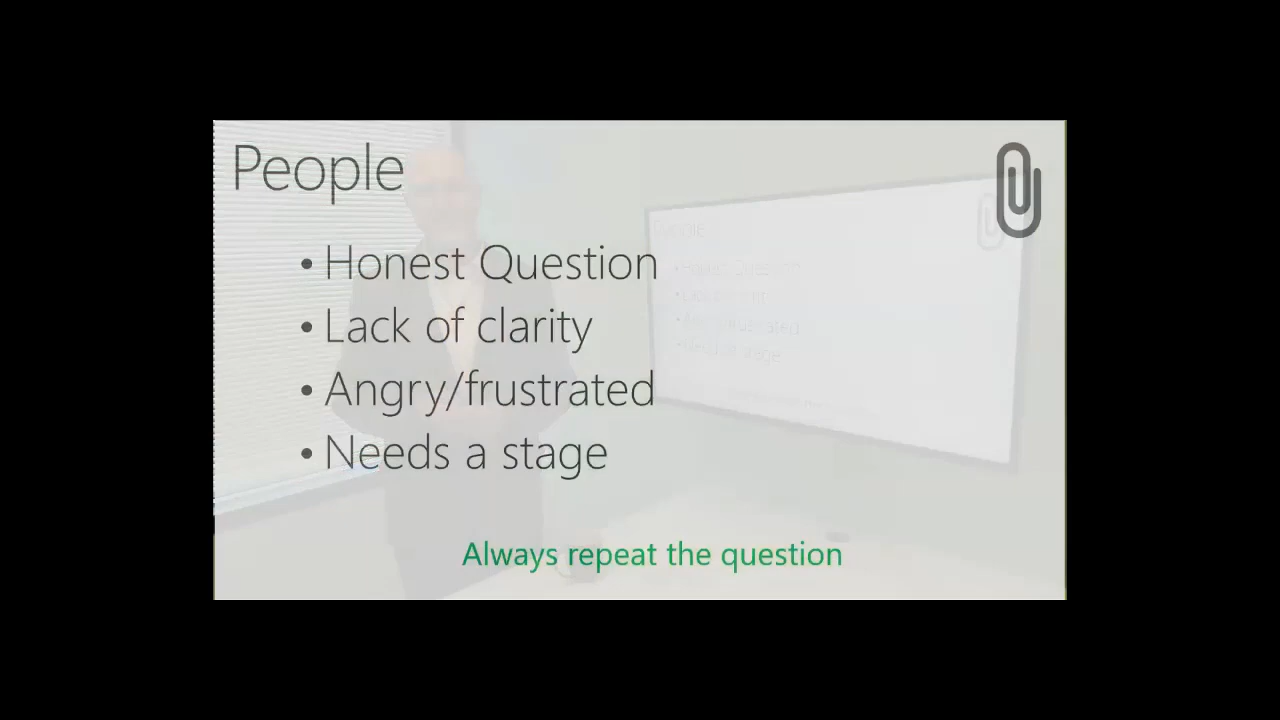 People
• Honest Question
• Lack of clarity
• Angry/frustrated
• Needs a stage
Always repeat the question